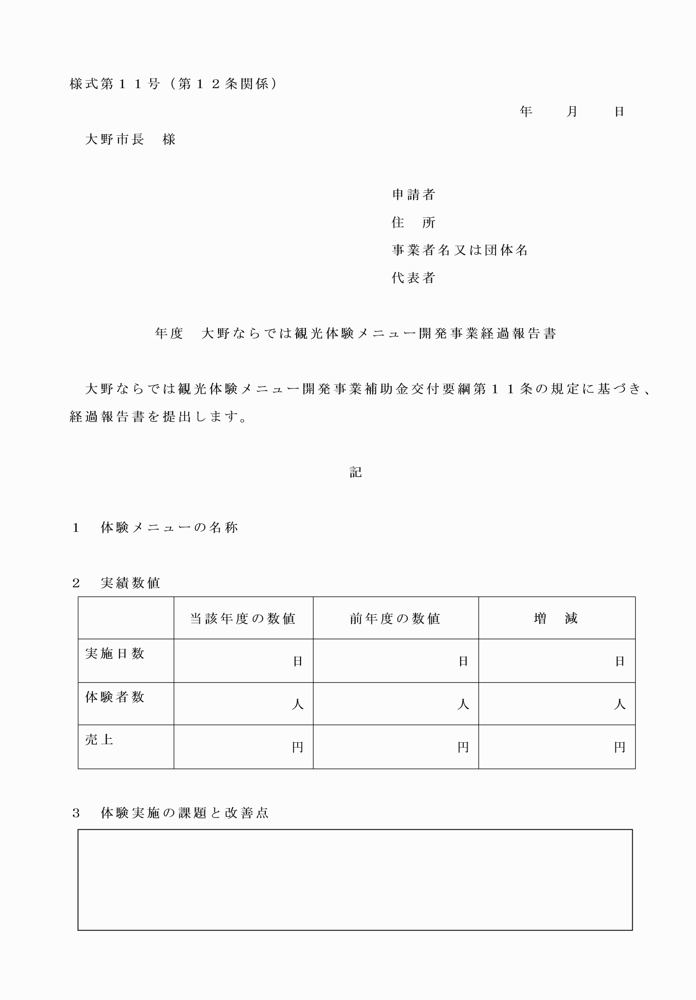 様式第１１号（第１２条関係）
年　　月　　日
大野市長　様
申請者
住　所
事業者名又は団体名
代表者
年度　大野ならでは観光体験メニュー開発事業経過報告書
大野ならでは観光体験メニュー開発事業補助金交付要綱第１１条の規定に基づき、
経過報告書を提出します。
記
１　体験メニューの名称
２　実績数値
当該年度の数値　前年度の数値　増　減
実施日数　日　日　日
体験者数　人　人　人
売上　円　円　円
３　体験実施の課題と改善点